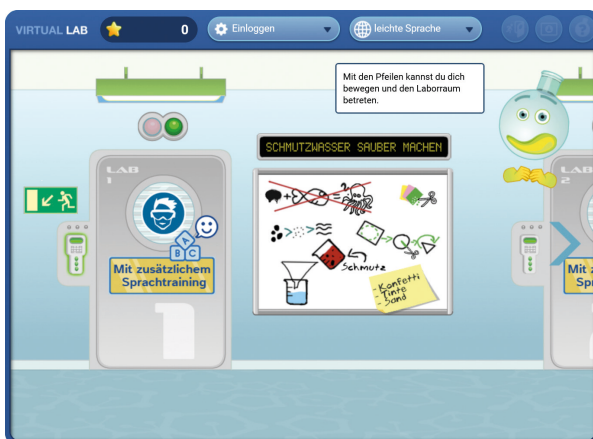 VIRTUAL LAB
0
Einloggen
leichte Sprache
Mit den Pfeilen kannst du dich
bewegen und den Laborraum
betreten.
SCHMUTZWASSER SAUBER MACHEN
LAB
1
A
B C
Mit zusätzlichem
Sprachtraining
1
Schmutz
- Konfetti
- Tinte
- Sand
LAB
2
Mit z
Spr